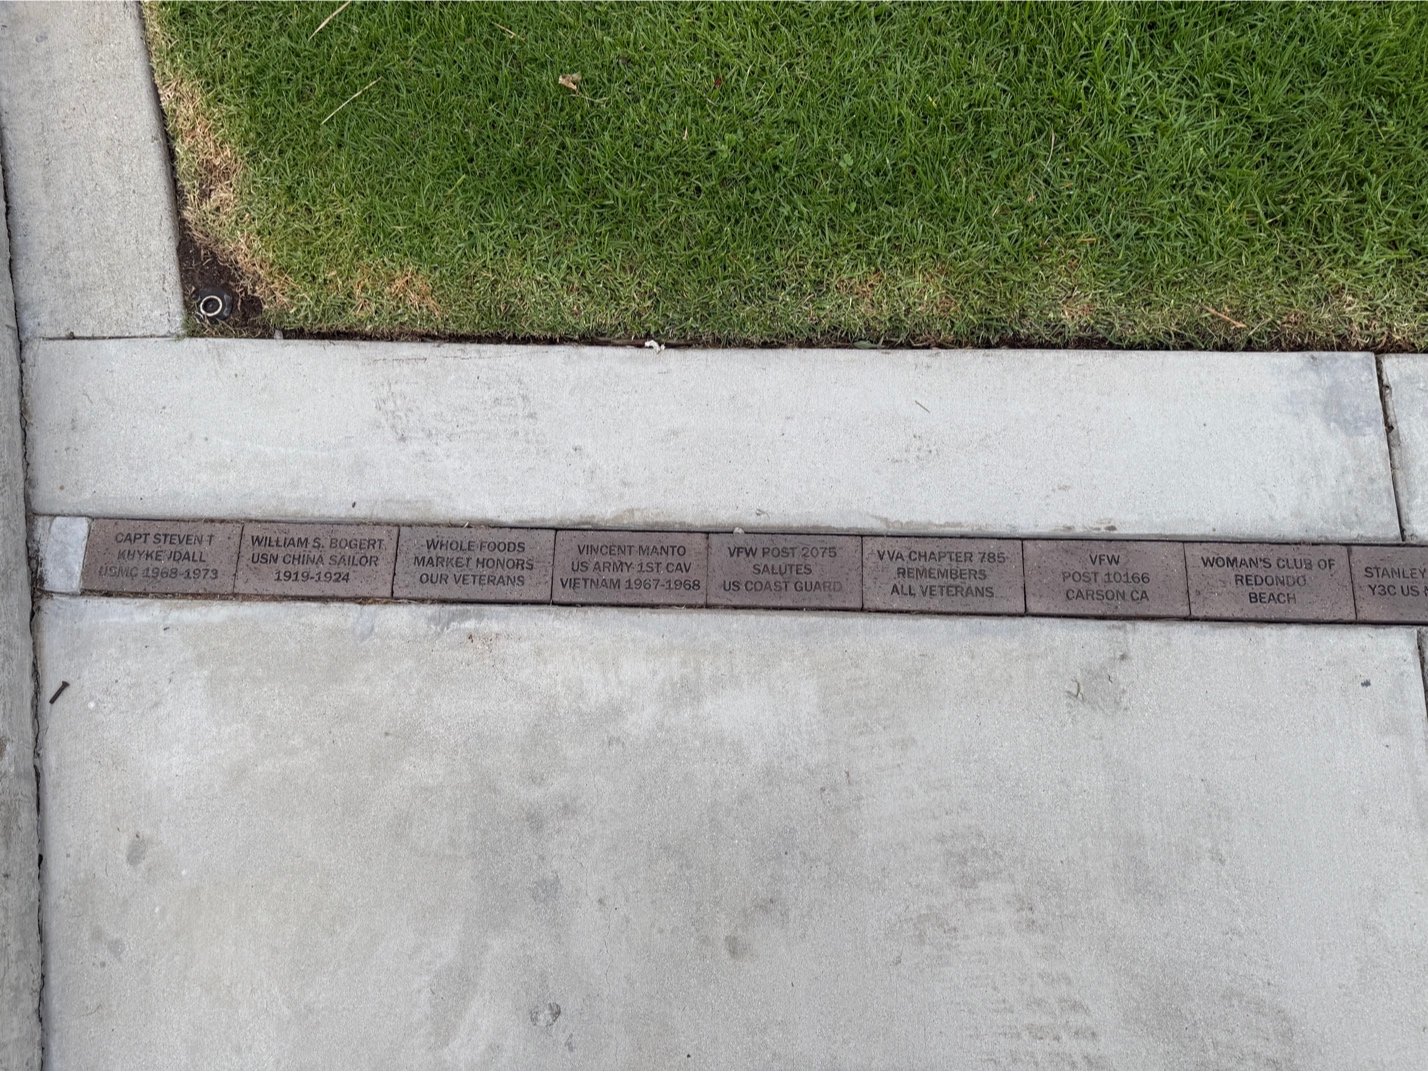 CAPT STEVEN T
USMC 1968-1973
WILLIAM S. BOGERT
USN CHINA SAILOR
1919-1924
WHOLE FOODS
MARKET HONORS
OUR VETERANS
VINCENT MANTO
US ARMY 1ST CAV
VIETNAM 1967-1968
VFW POST 2075
SALUTES
US COAST GUARD
VVA CHAPTER 785
REMEMBERS
ALL VETERANS
VFW
POST 10166
CARSON CA
WOMAN'S CLUB OF
REDONDO
BEACH
STANLEY
Y3C US